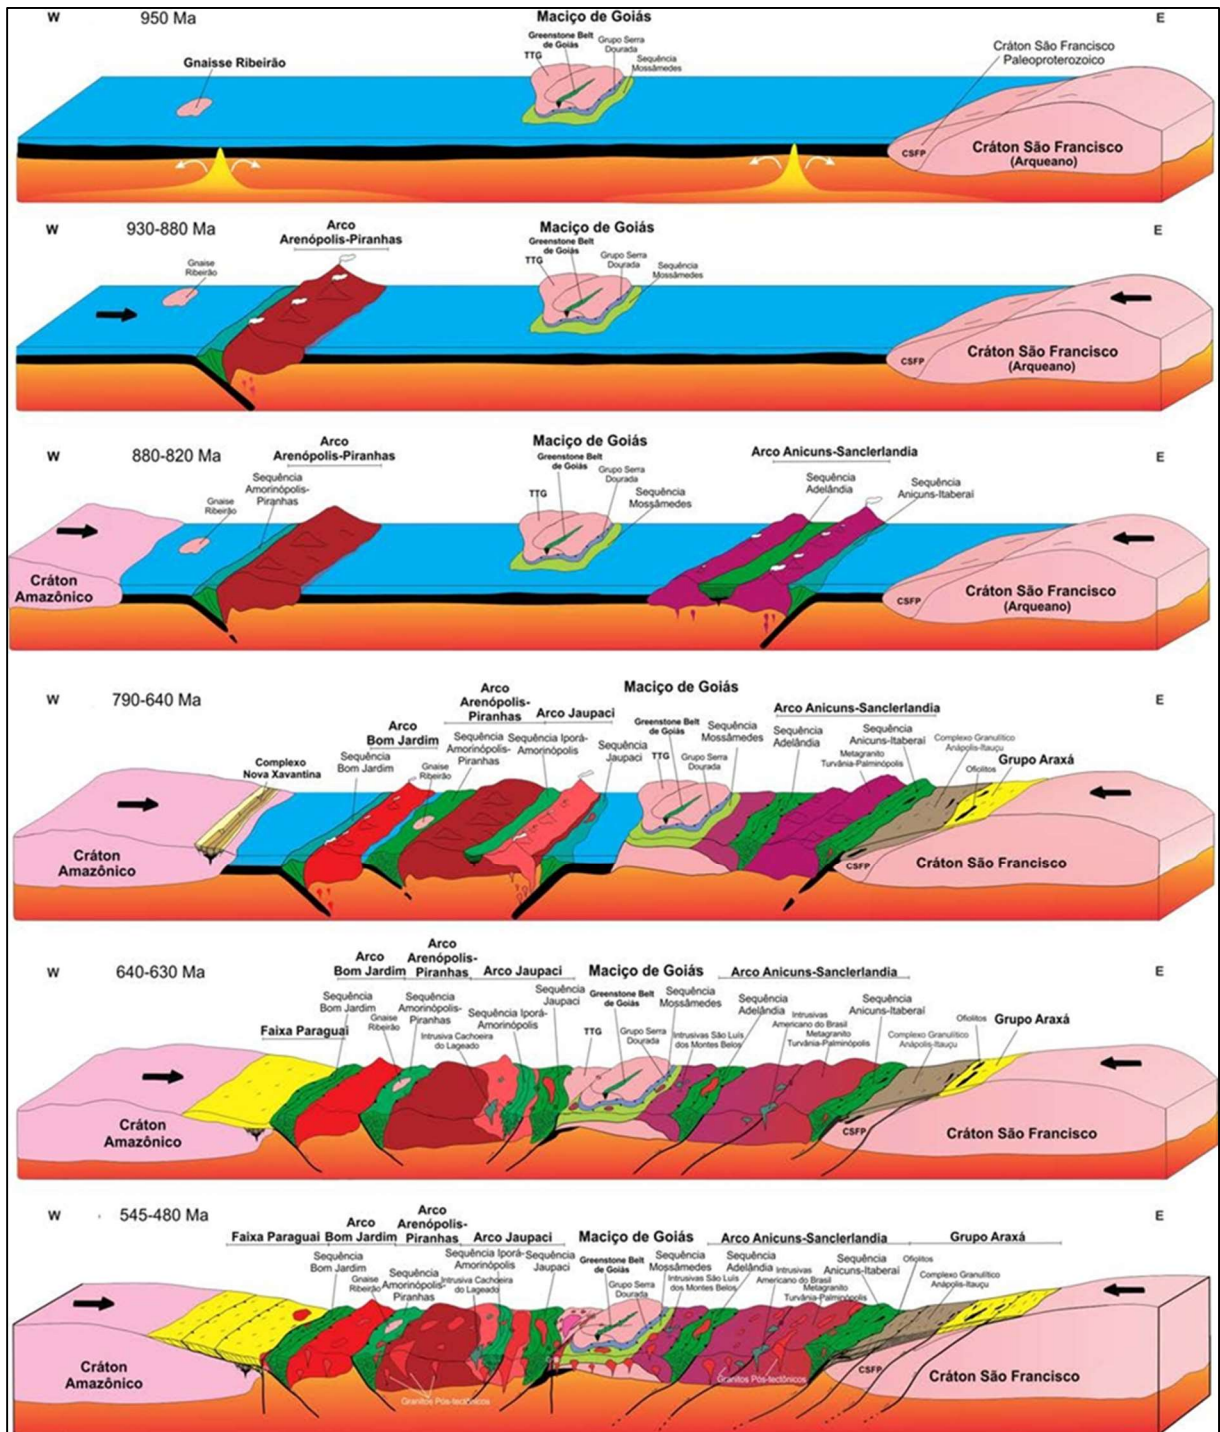 W
950 Ma
Maciço de Goiás
E
Greenstone Belt
de Goiás
Grupo Serra
Dourada
TTG
Sequência
Mossâmedes
Gnaisse Ribeirão
Cráton São Francisco
Paleoproterozoico
CSFP
Cráton São Francisco
(Arqueano)
W
930-880 Ma
Arco
Arenópolis-Piranhas
Maciço de Goiás
E
Greenstone Belt
de Goiás
Gnaise
Ribeirão
TTG
Grupo Serra
Dourada
Sequência
Mossâmedes
CSFP
Cráton São Francisco
(Arqueano)
W
880-820 Ma
Arco
Arenópolis-Piranhas
Maciço de Goiás
Arco Anicuns-Sanclerlandia
E
Greenstone Belt
de Goiás
Sequência
Amorinópolis-
Piranhas
Gnaise
Ribeirão
TTG
Grupo Serra
Dourada
Sequência
Mossâmedes
Sequência
Adelândia
Sequência
Anicuns-Itaberaí
Cráton
Amazônico
CSFP
Cráton São Francisco
(Arqueano)
W
790-640 Ma
Maciço de Goiás
E
Arco
Arenópolis-
Piranhas
Arco Jaupaci
Arco Anicuns-Sanclerlandia
Arco
Bom Jardim
Complexo
Nova Xavantina
Sequência
Bom Jardim
Gnaise
Ribeirão
Sequência
Amorinópolis-
Piranhas
Sequência Iporá-
Amorinópolis
Sequência
Jaupaci
Greenstone Belt
de Goiás
TTG
Grupo Serra
Dourada
Sequência
Mossâmedes
Sequência
Adelândia
Metagranito
Turvânia-Palminópolis
Sequência
Anicuns-Itaberaí
Complexo Granulítico
Anápolis-Itauçu
Ofiolitos
Grupo Araxá
Cráton
Amazônico
CSFP
Cráton São Francisco
W
640-630 Ma
Arco
Bom Jardim
Arco
Arenópolis-
Piranhas
Arco Jaupaci
Maciço de Goiás
Arco Anicuns-Sanclerlandia
E
Faixa Paraguai
Sequência
Bom Jardim
Gnaise
Ribeirão
Sequência
Amorinópolis-
Piranhas
Intrusiva Cachoeira
do Lageado
Sequência Iporá-
Amorinópolis
Sequência
Jaupaci
Greenstone Belt
de Goiás
TTG
Grupo Serra
Dourada
Sequência
Mossâmedes
Intrusivas São Luís
dos Montes Belos
Sequência
Adelândia
Intrusivas
Americano do Brasil
Metagranito
Turvânia-Palminópolis
Sequência
Anicuns-Itaberaí
Complexo Granulítico
Anápolis-Itauçu
Ofiolitos
Grupo Araxá
Cráton
Amazônico
CSFP
Cráton São Francisco
W
545-480 Ma
Faixa Paraguai
Arco
Bom Jardim
Arco
Arenópolis-
Piranhas
Arco Jaupaci
Maciço de Goiás
Arco Anicuns-Sanclerlandia
Grupo Araxá
E
Sequência
Bom Jardim
Gnaise
Ribeirão
Sequência
Amorinópolis-
Piranhas
Sequência Iporá-
Amorinópolis
Intrusiva Cachoeira
do Lageado
Sequência
Jaupaci
Greenstone Belt
de Goiás
Grupo Serra
Dourada
Sequência
Mossâmedes
Intrusivas São Luís
dos Montes Belos
Sequência
Adelândia
Intrusivas
Americano do Brasil
Metagranito
Turvânia-Palminópolis
Sequência
Anicuns-Itaberaí
Ofiolitos
Complexo Granulítico
Anápolis-Itauçu
Cráton
Amazônico
Granitos Pós-tectônicos
Granitos Pós-tectônicos
CSFP
Cráton São Francisco